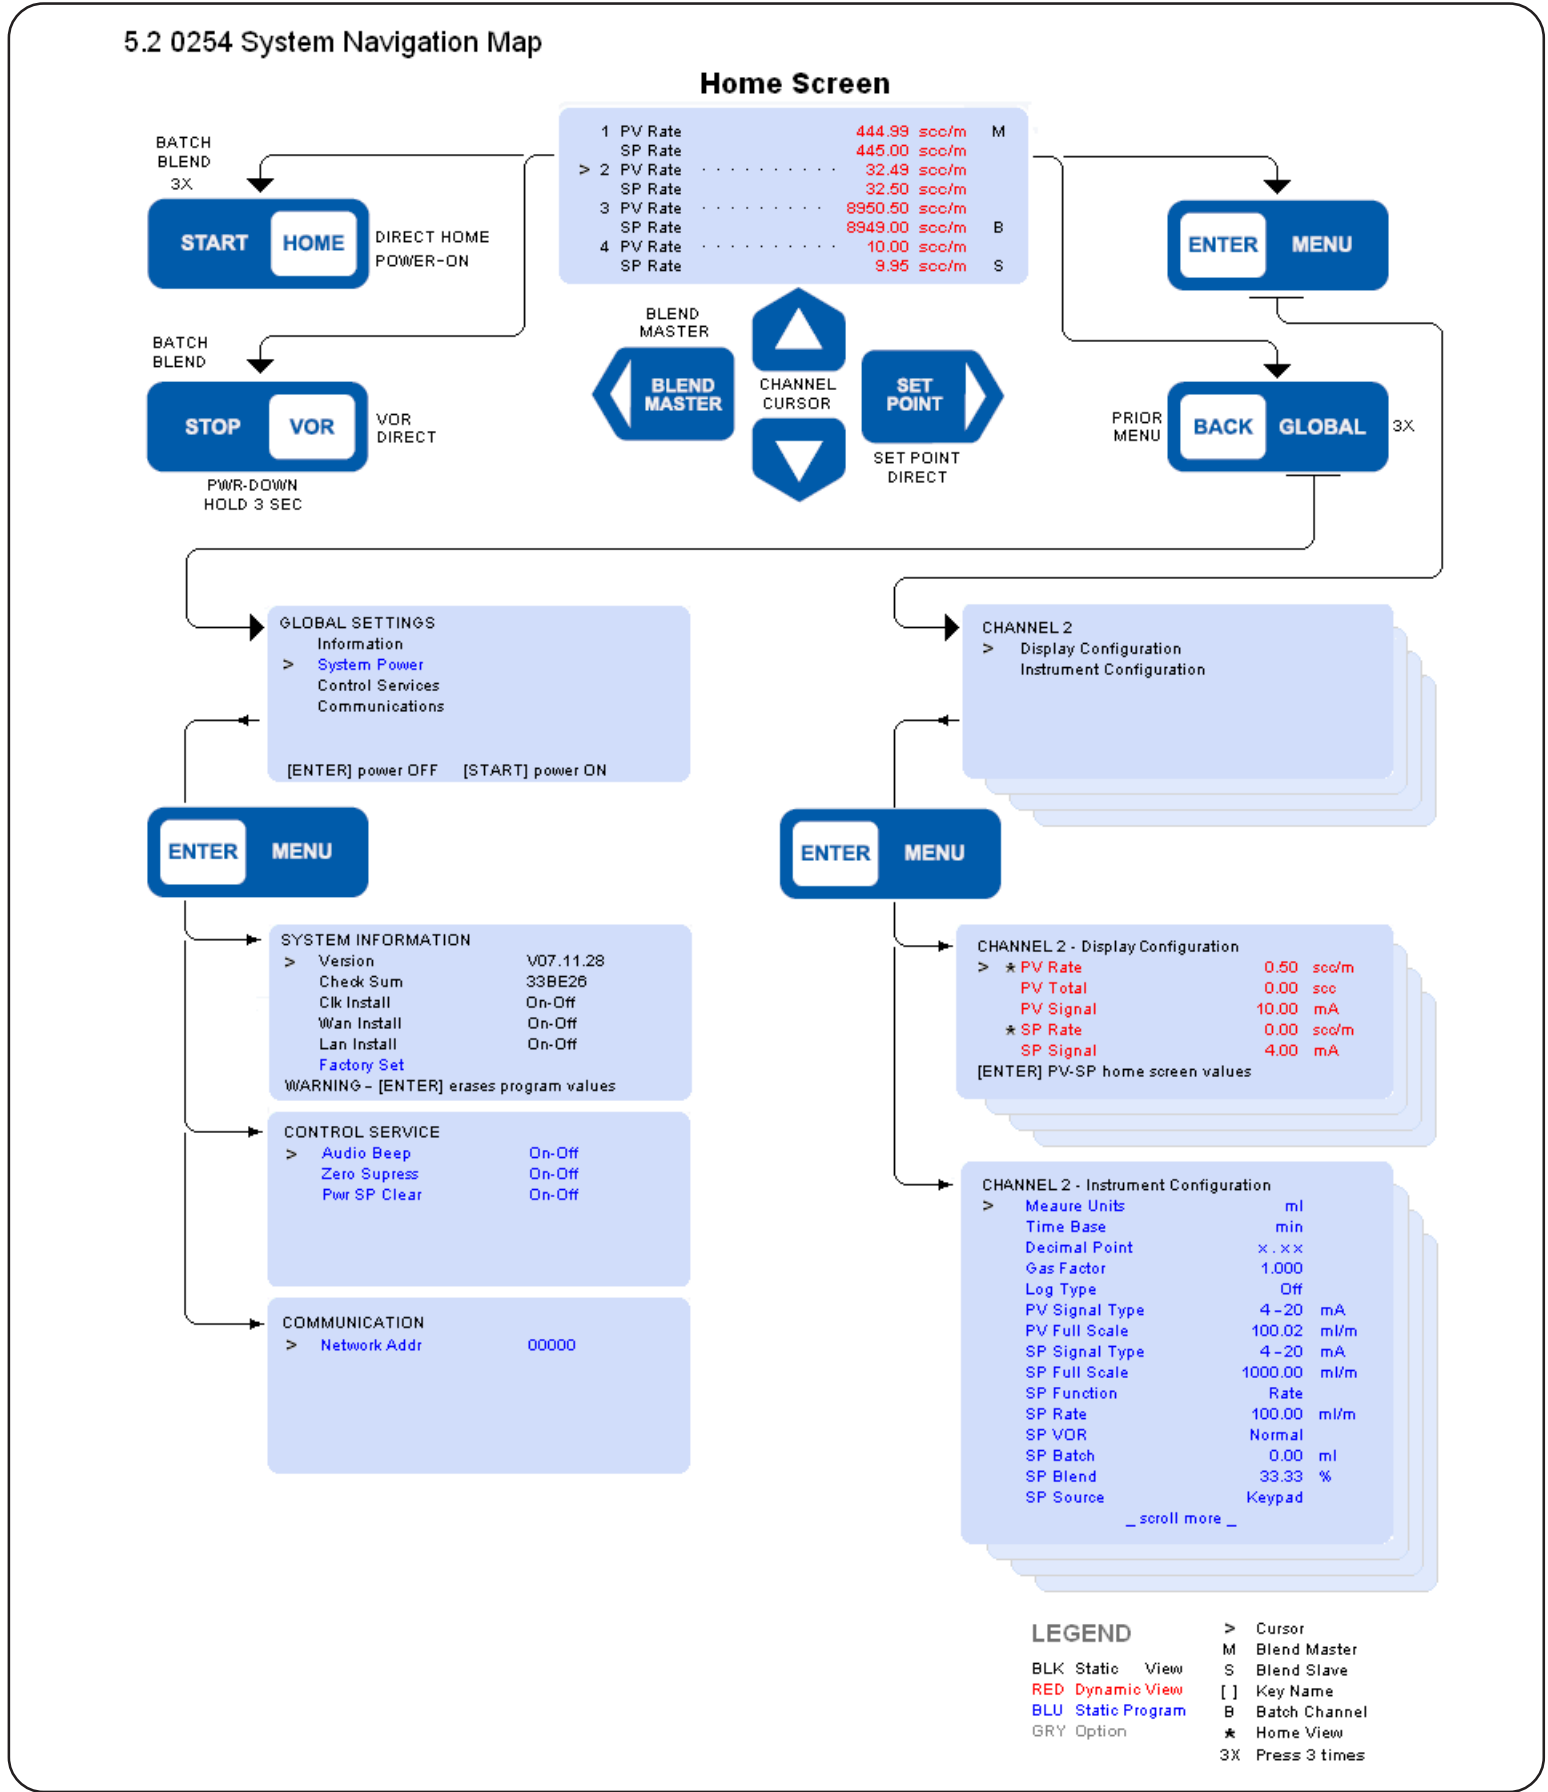 5.2 0254 System Navigation Map
Home Screen
1 PV Rate 444.99 scc/m M
SP Rate 445.00 scc/m
> 2 PV Rate . . . . . . . . . . 32.49 scc/m
SP Rate 32.50 scc/m
3 PV Rate . . . . . . . . . 8950.50 scc/m
SP Rate 8949.00 scc/m B
4 PV Rate . . . . . . . . . . 10.00 scc/m
SP Rate 9.95 scc/m S
BATCH
BLEND
3X
START HOME
DIRECT HOME
POWER-ON
BATCH
BLEND
STOP VOR
VOR
DIRECT
PWR-DOWN
HOLD 3 SEC
BLEND
MASTER
BLEND
MASTER
CHANNEL
CURSOR
SET
POINT
SET POINT
DIRECT
ENTER MENU
PRIOR
MENU
BACK GLOBAL
3X
GLOBAL SETTINGS
Information
> System Power
Control Services
Communications
[ENTER] power OFF [START] power ON
ENTER MENU
SYSTEM INFORMATION
> Version V07.11.28
Check Sum 33BE26
Clk Install On-Off
Wan Install On-Off
Lan Install On-Off
Factory Set
WARNING - [ENTER] erases program values
CONTROL SERVICE
> Audio Beep On-Off
Zero Supress On-Off
Pwr SP Clear On-Off
COMMUNICATION
> Network Addr 00000
CHANNEL 2
> Display Configuration
Instrument Configuration
ENTER MENU
CHANNEL 2 - Display Configuration
> * PV Rate 0.50 scc/m
PV Total 0.00 scc
PV Signal 10.00 mA
* SP Rate 0.00 scc/m
SP Signal 4.00 mA
[ENTER] PV-SP home screen values
CHANNEL 2 - Instrument Configuration
> Meaure Units ml
Time Base min
Decimal Point x.xx
Gas Factor 1.000
Log Type Off
PV Signal Type 4-20 mA
PV Full Scale 100.02 ml/m
SP Signal Type 4-20 mA
SP Full Scale 1000.00 ml/m
SP Function Rate
SP Rate 100.00 ml/m
SP VOR Normal
SP Batch 0.00 ml
SP Blend 33.33 %
SP Source Keypad
_ scroll more _
LEGEND
BLK Static View
RED Dynamic View
BLU Static Program
GRY Option
> Cursor
M Blend Master
S Blend Slave
[ ] Key Name
B Batch Channel
* Home View
3X Press 3 times